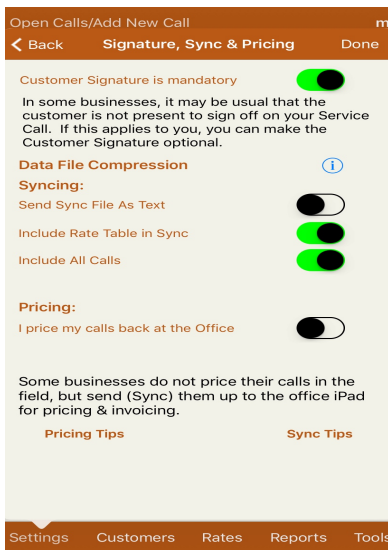 Open Calls/Add New Call m
Back Signature, Sync & Pricing Done
Customer Signature is mandatory
In some businesses, it may be usual that the
customer is not present to sign off on your Service
Call. If this applies to you, you can make the
Customer Signature optional.
Data File Compression i
Syncing:
Send Sync File As Text
Include Rate Table in Sync
Include All Calls
Pricing:
I price my calls back at the Office
Some businesses do not price their calls in the
field, but send (Sync) them up to the office iPad
for pricing & invoicing.
Pricing Tips Sync Tips
Settings Customers Rates Reports Tools